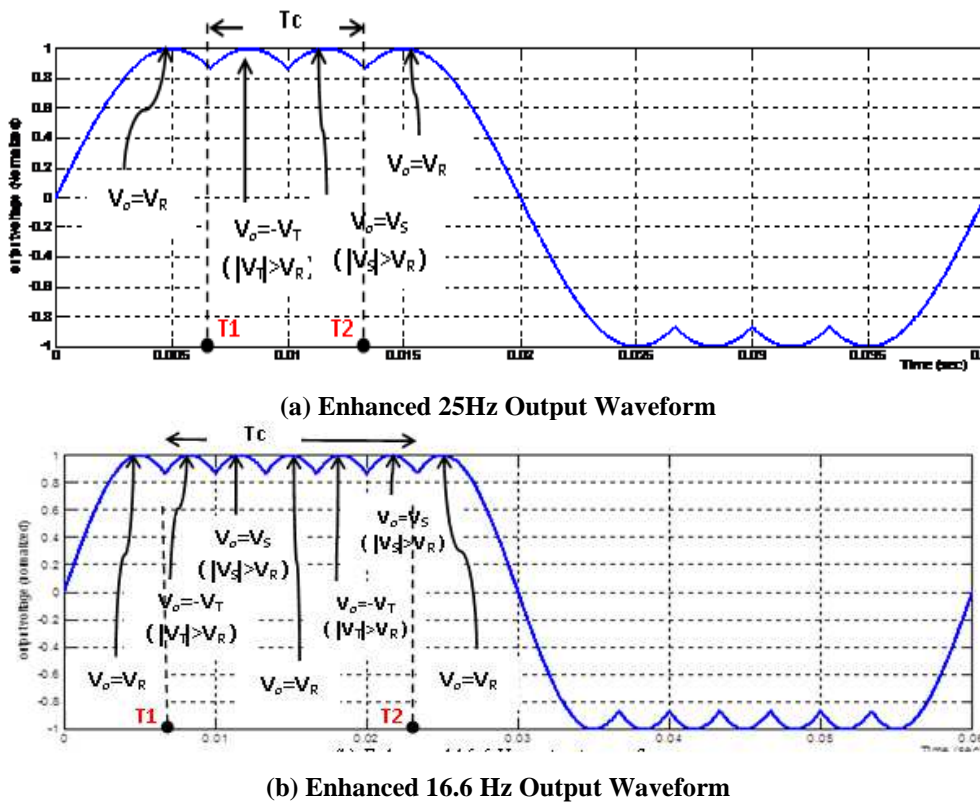 Tc
1
0.8
0.6
0.4
0.2
0
-0.2
-0.4
-0.6
-0.8
-1
output voltage (Normalized)
Vo=VR
Vo=-VT
(|VT|>VR)
Vo=VS
(|VS|>VR)
Vo=VR
T1
T2
0 0.005 0.01 0.015 0.02 0.025
Time (sec)
(a) Enhanced 25Hz Output Waveform
Tc
1
0.8
0.6
0.4
0.2
0
-0.2
-0.4
-0.6
-0.8
-1
output voltage (normalized)
Vo=VS
(|VS|>VR)
Vo=VS
(|VS|>VR)
Vo=-VT
(|VT|>VR)
Vo=-VT
(|VT|>VR)
Vo=VR
Vo=VR
Vo=VR
T1
T2
0 0.01 0.02 0.03 0.04 0.05
Time (sec)
(b) Enhanced 16.6 Hz Output Waveform